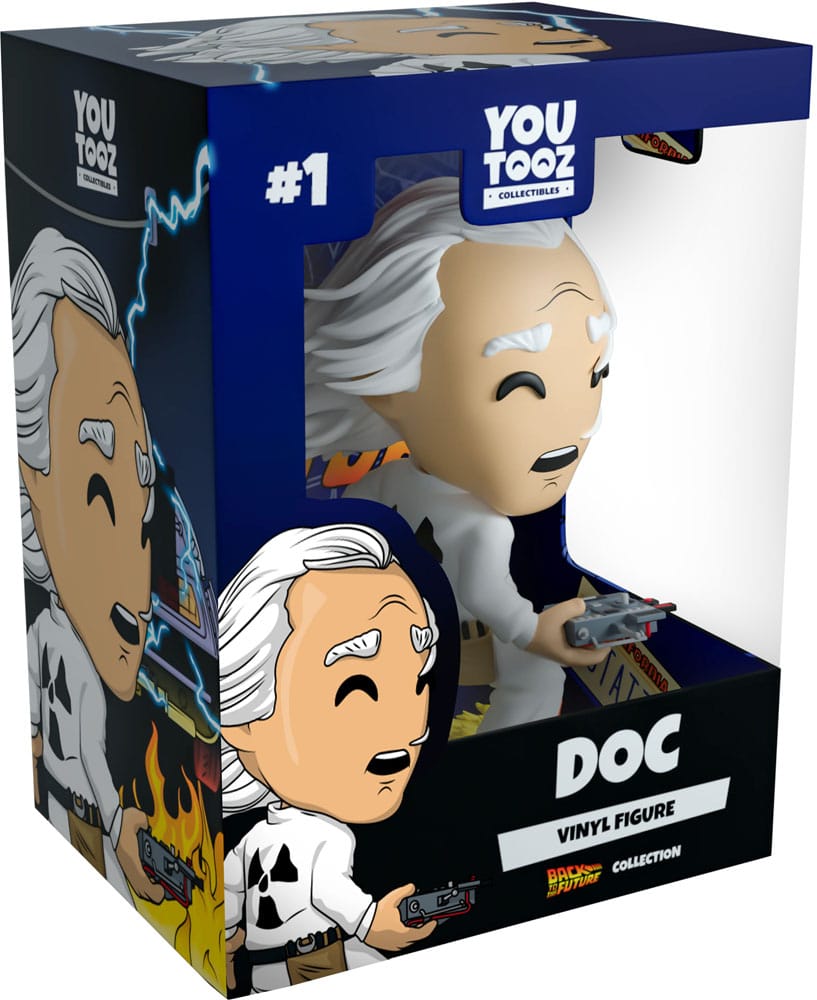 YOU
TOOZ
COLLECTIBLES
#1
YOU
TOOZ
· COLLECTIBLES ·
DOC
VINYL FIGURE
BACK TO THE FUTURE COLLECTION